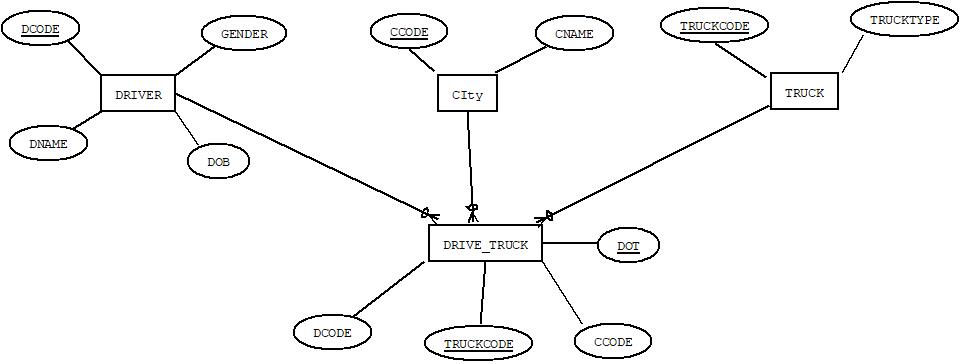 DCODE
GENDER
CCODE
CNAME
TRUCKCODE
TRUCKTYPE
DRIVER
CIty
TRUCK
DNAME
DOB
DRIVE_TRUCK
DOT
DCODE
TRUCKCODE
CCODE